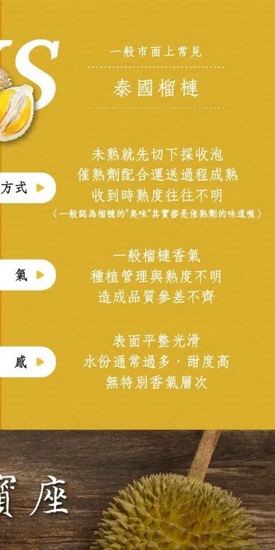 S
一般市面上常見
泰國榴槤
未熟就先切下採收泡
催熟劑配合運送過程成熟
方式
收到時熟度往往不明
(一般認為榴槤的"臭味"其實都是催熟劑的味道喔)
一般榴槤香氣
氣
種植管理與熟度不明
造成品質參差不齊
表面平整光滑
感
水份通常過多，甜度高
無特別香氣層次
寶座